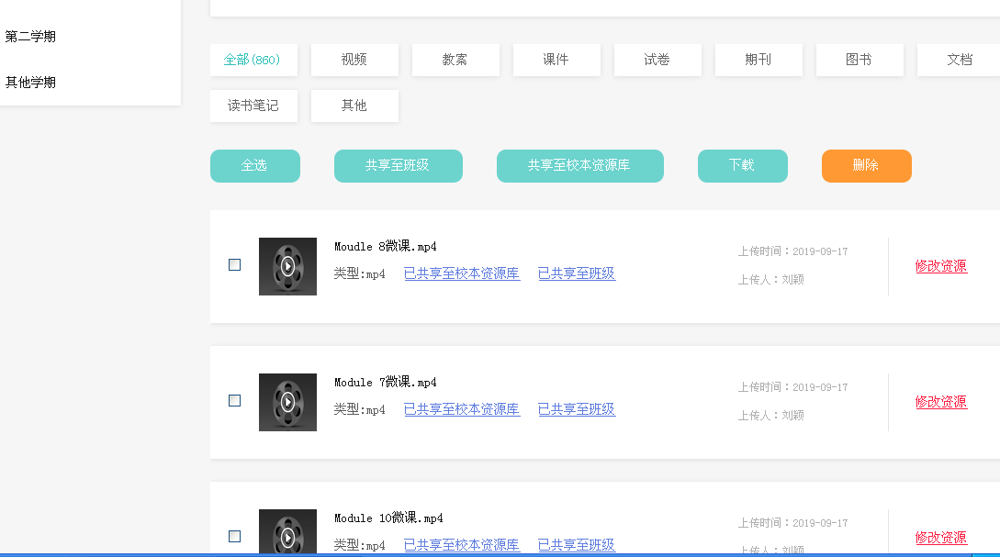 第二学期
其他学期
全部(860) 视频 教案 课件 试卷 期刊 图书 文档
读书笔记 其他
全选 共享至班级 共享至校本资源库 下载 删除
Moudle 8微课.mp4
类型:mp4 已共享至校本资源库 已共享至班级
上传时间：2019-09-17
上传人：刘颖
修改资源
Module 7微课.mp4
类型:mp4 已共享至校本资源库 已共享至班级
上传时间：2019-09-17
上传人：刘颖
修改资源
Module 10微课.mp4
类型:mp4 已共享至校本资源库 已共享至班级
上传时间：2019-09-17
上传人：刘颖
修改资源